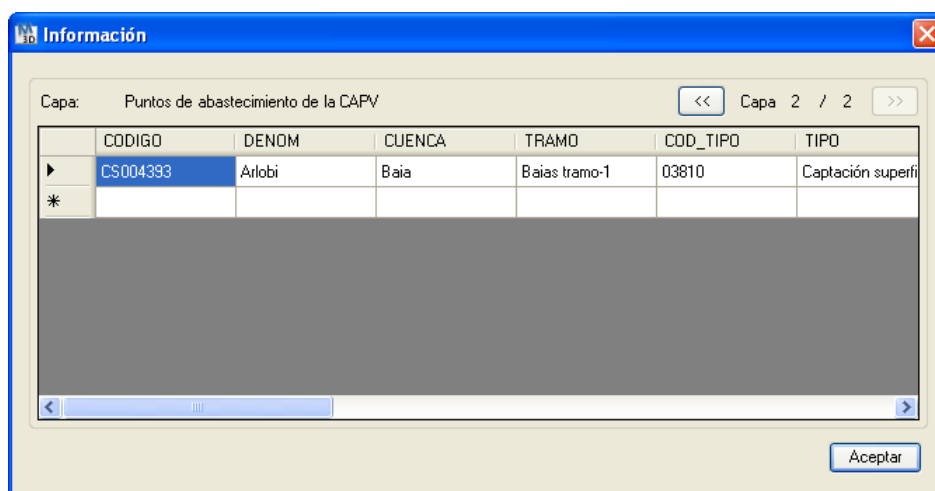 Información
Capa: Puntos de abastecimiento de la CAPV << Capa 2 / 2 >>
CODIGO DENOM CUENCA TRAMO COD_TIPO TIPO
CS004393 Arlobi Baia Baias tramo-1 03810 Captación superfi
Aceptar